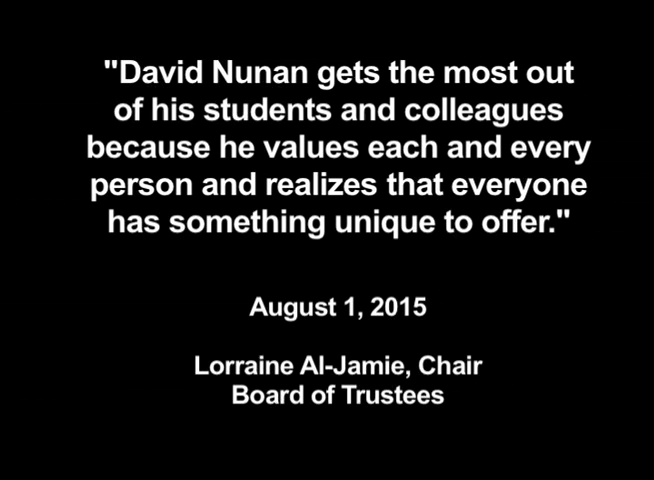 "David Nunan gets the most out
of his students and colleagues
because he values each and every
person and realizes that everyone
has something unique to offer."
August 1, 2015
Lorraine Al-Jamie, Chair
Board of Trustees